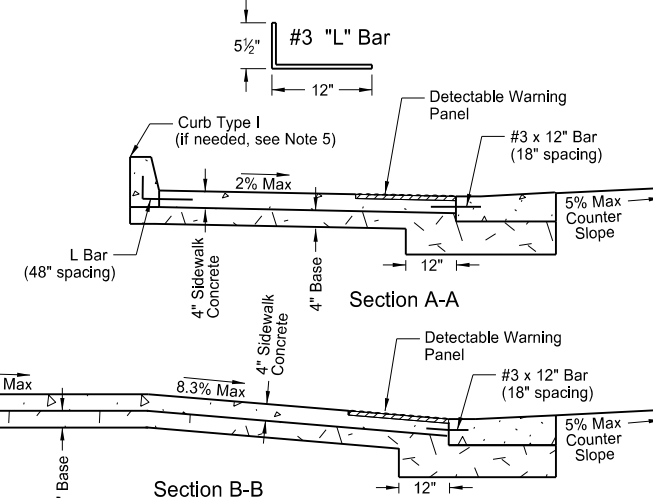 5½"
#3 "L" Bar
12"
Detectable Warning
Panel
Curb Type I
(if needed, see Note 5)
#3 x 12" Bar
(18" spacing)
2% Max
5% Max
Counter
Slope
L Bar
(48" spacing)
4" Sidewalk
Concrete
4" Base
12"
Section A-A
4" Sidewalk
Concrete
Detectable Warning
Panel
Max
8.3% Max
#3 x 12" Bar
(18" spacing)
5% Max
Counter
Slope
" Base
Section B-B
12"